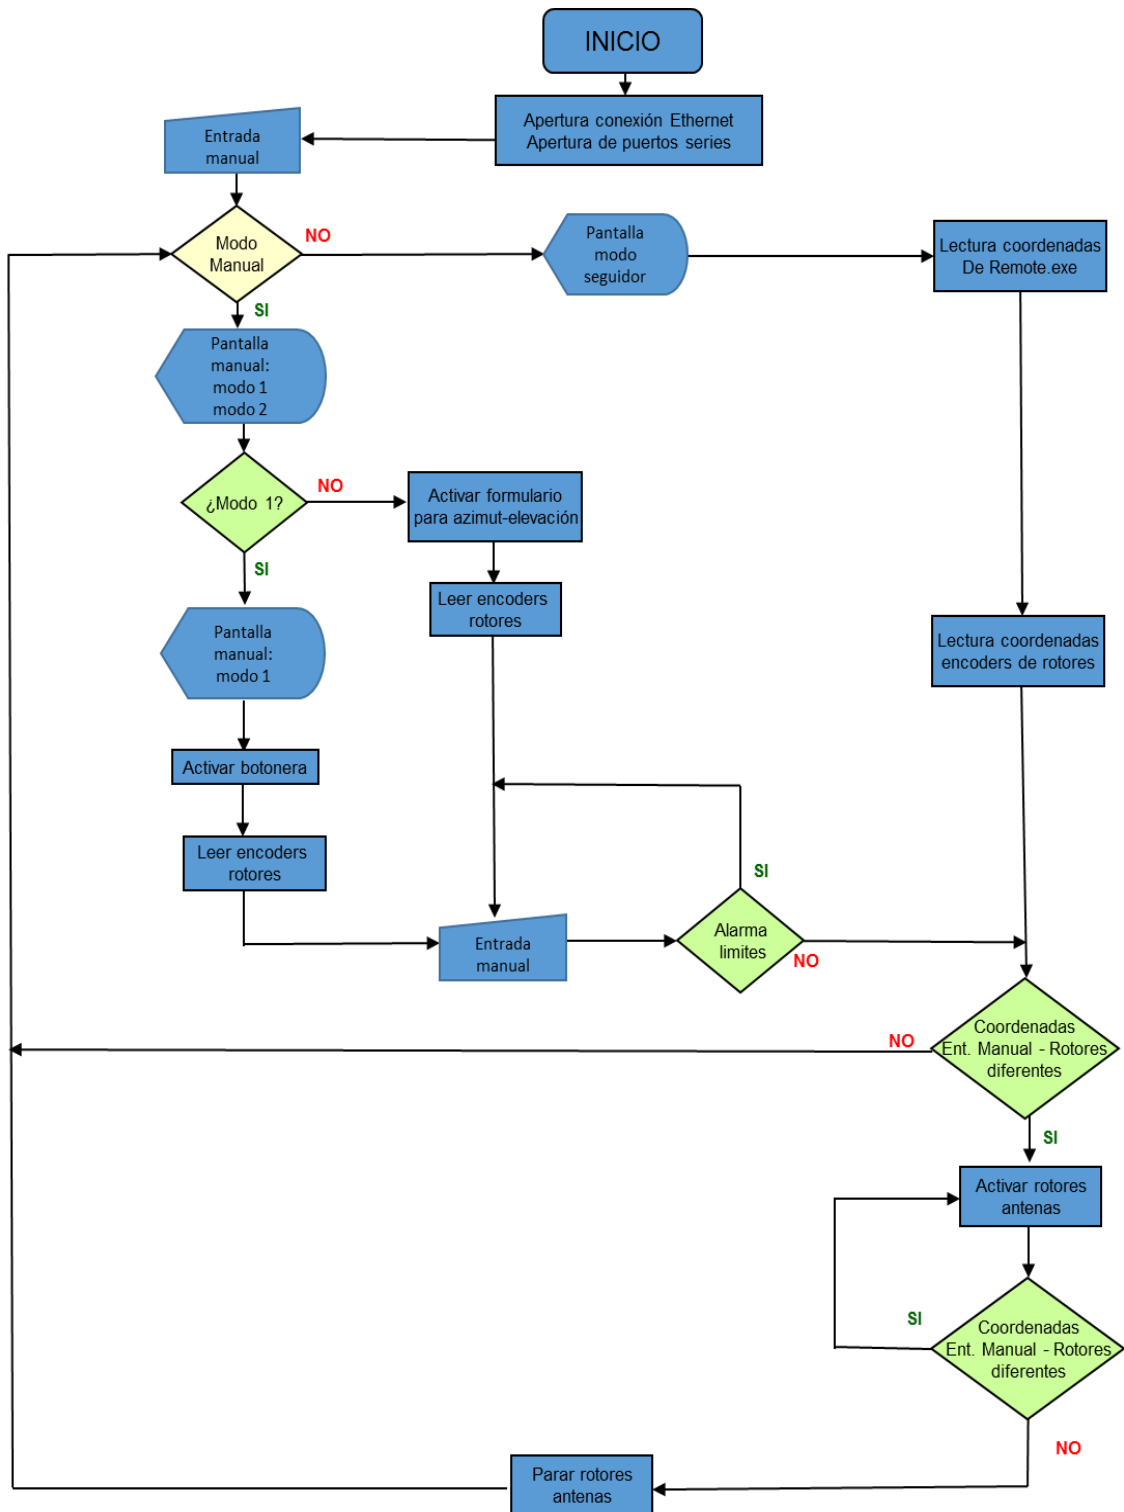 INICIO
Apertura conexión Ethernet
Apertura de puertos series
Entrada
manual
Modo
Manual
NO
SI
Pantalla
modo
seguidor
Lectura coordenadas
De Remote.exe
Pantalla
manual:
modo 1
modo 2
¿Modo 1?
NO
SI
Activar formulario
para azimut-elevación
Leer encoders
rotores
Pantalla
manual:
modo 1
Lectura coordenadas
encoders de rotores
Activar botonera
Leer encoders
rotores
Entrada
manual
SI
Alarma
limites
NO
Coordenadas
Ent. Manual - Rotores
diferentes
NO
SI
Activar rotores
antenas
SI
Coordenadas
Ent. Manual - Rotores
diferentes
NO
Parar rotores
antenas